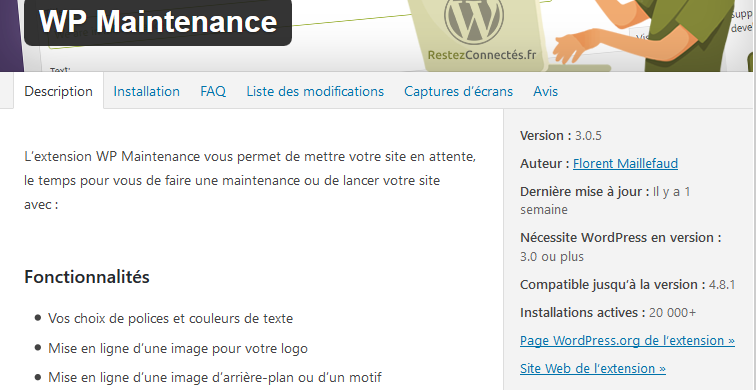 WP Maintenance
RestezConnectés.fr
Text:
Vis
supp
deve
Description
Installation
FAQ
Liste des modifications
Captures d’écrans
Avis
L’extension WP Maintenance vous permet de mettre votre site en attente,
le temps pour vous de faire une maintenance ou de lancer votre site
avec :
Fonctionnalités
● Vos choix de polices et couleurs de texte
● Mise en ligne d’une image pour votre logo
● Mise en ligne d’une image d’arrière-plan ou d’un motif
Version : 3.0.5
Auteur : Florent Maillefaud
Dernière mise à jour : Il y a 1
semaine
Nécessite WordPress en version :
3.0 ou plus
Compatible jusqu’à la version : 4.8.1
Installations actives : 20 000+
Page WordPress.org de l’extension »
Site Web de l’extension »